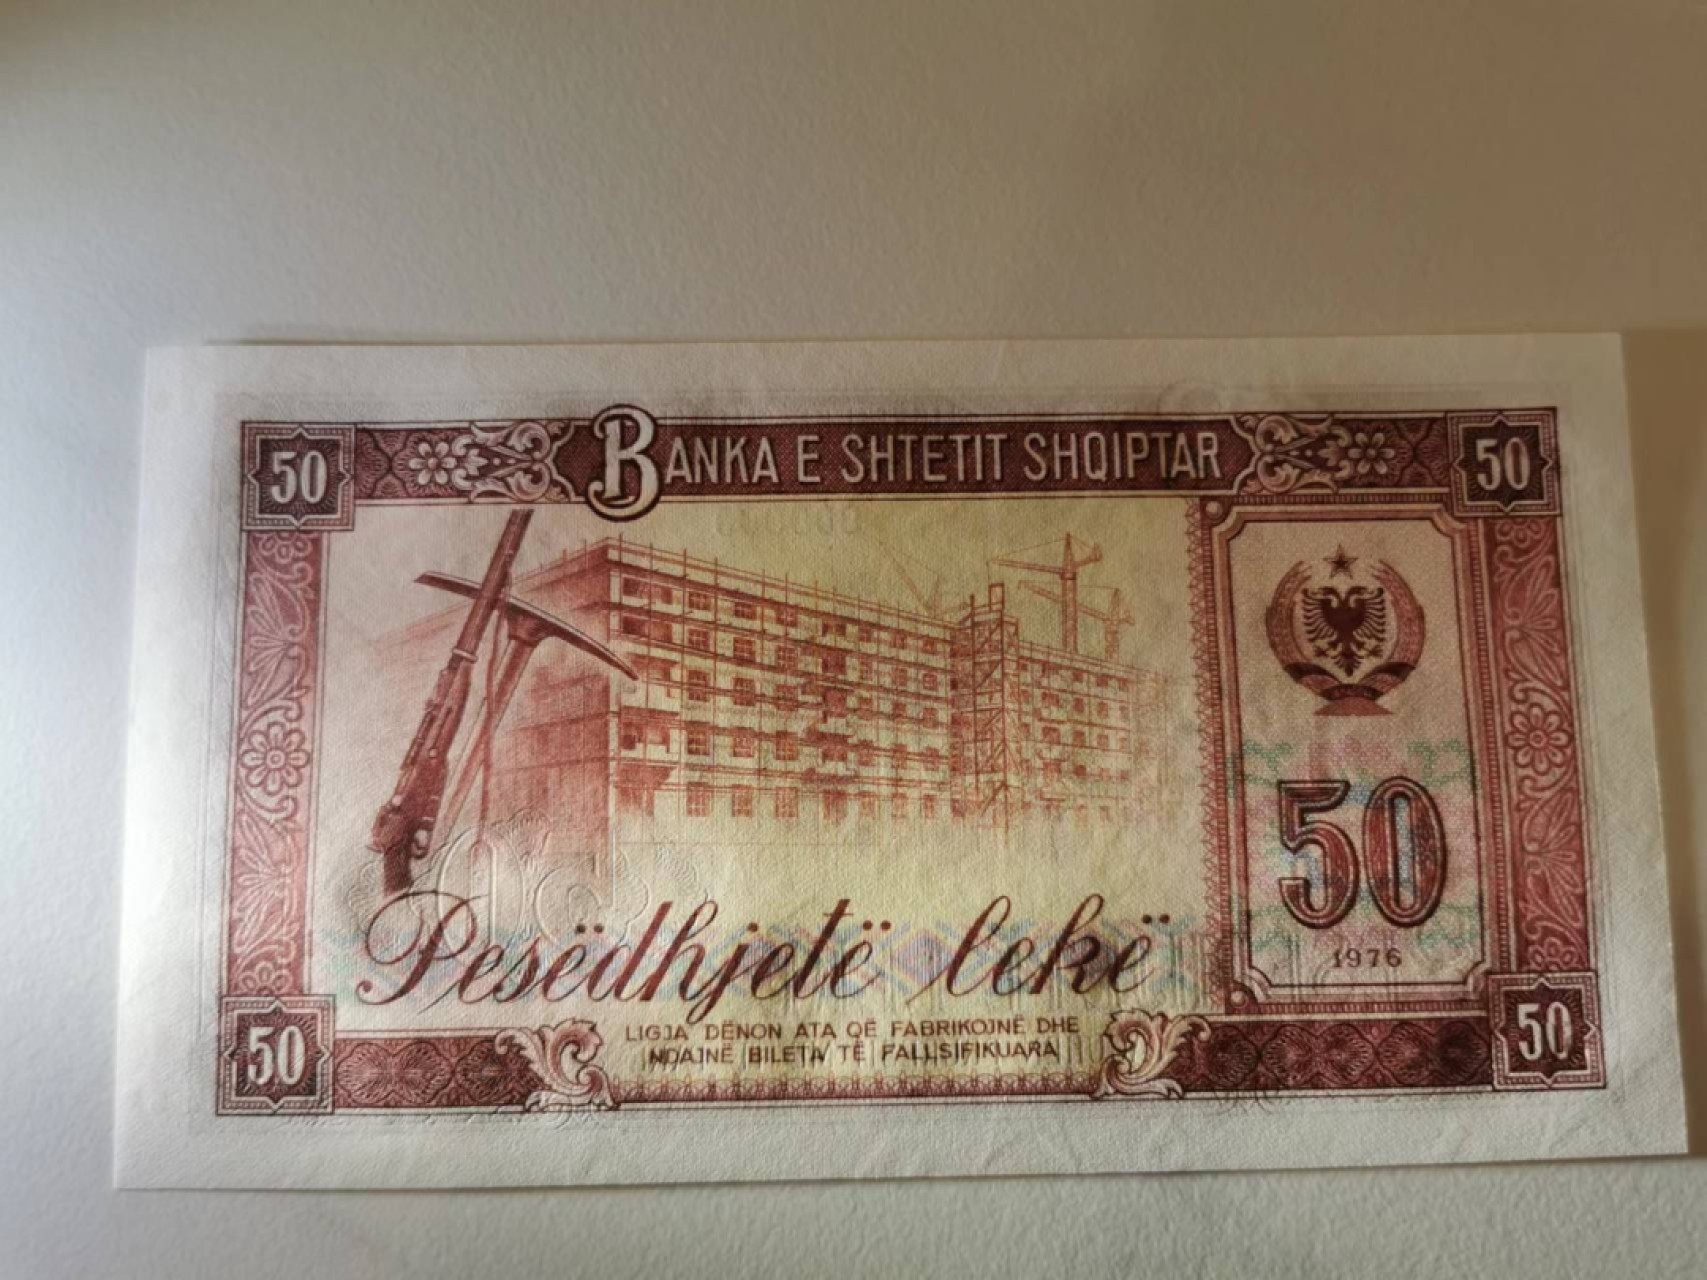 50 BANKA E SHTETIT SHQIPTAR 50
Pesëdhjetë lekë
50
1976
LIGJA DËNON ATA QË FABRIKOJNË DHE
NDAJNË BILETA TË FALLSIFIKUARA
50 50